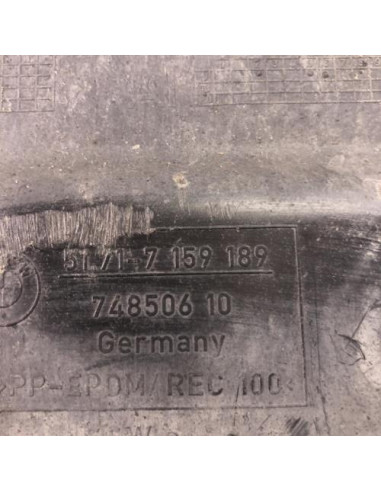 51.71-7 159 189
748506 10
Germany
>PP-EPDM/REC 100<